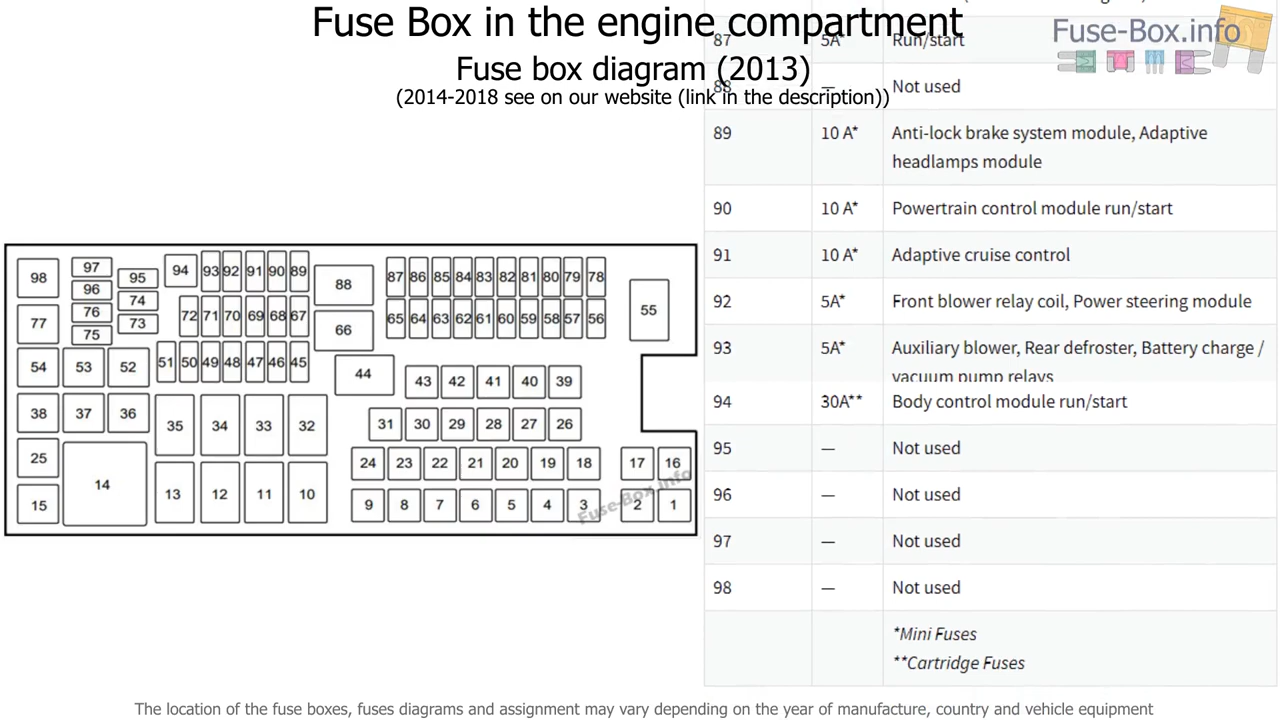 Fuse Box in the engine compartment
Fuse box diagram (2013)
(2014-2018 see on our website (link in the description))
Fuse-Box.info
87 5A* Run/start
88 — Not used
89 10 A* Anti-lock brake system module, Adaptive
headlamps module
90 10 A* Powertrain control module run/start
91 10 A* Adaptive cruise control
92 5A* Front blower relay coil, Power steering module
93 5A* Auxiliary blower, Rear defroster, Battery charge /
vacuum pump relays
94 30A** Body control module run/start
95 — Not used
96 — Not used
97 — Not used
98 — Not used
*Mini Fuses
**Cartridge Fuses
98 97 95 94 93 92 91 90 89 88 87 86 85 84 83 82 81 80 79 78
96 74
77 76 73 72 71 70 69 68 67 66 65 64 63 62 61 60 59 58 57 56 55
75
54 53 52 51 50 49 48 47 46 45 44 43 42 41 40 39
38 37 36 35 34 33 32 31 30 29 28 27 26
25 24 23 22 21 20 19 18 17 16
15 14 13 12 11 10 9 8 7 6 5 4 3 2 1
Fuse-Box.info
The location of the fuse boxes, fuses diagrams and assignment may vary depending on the year of manufacture, country and vehicle equipment